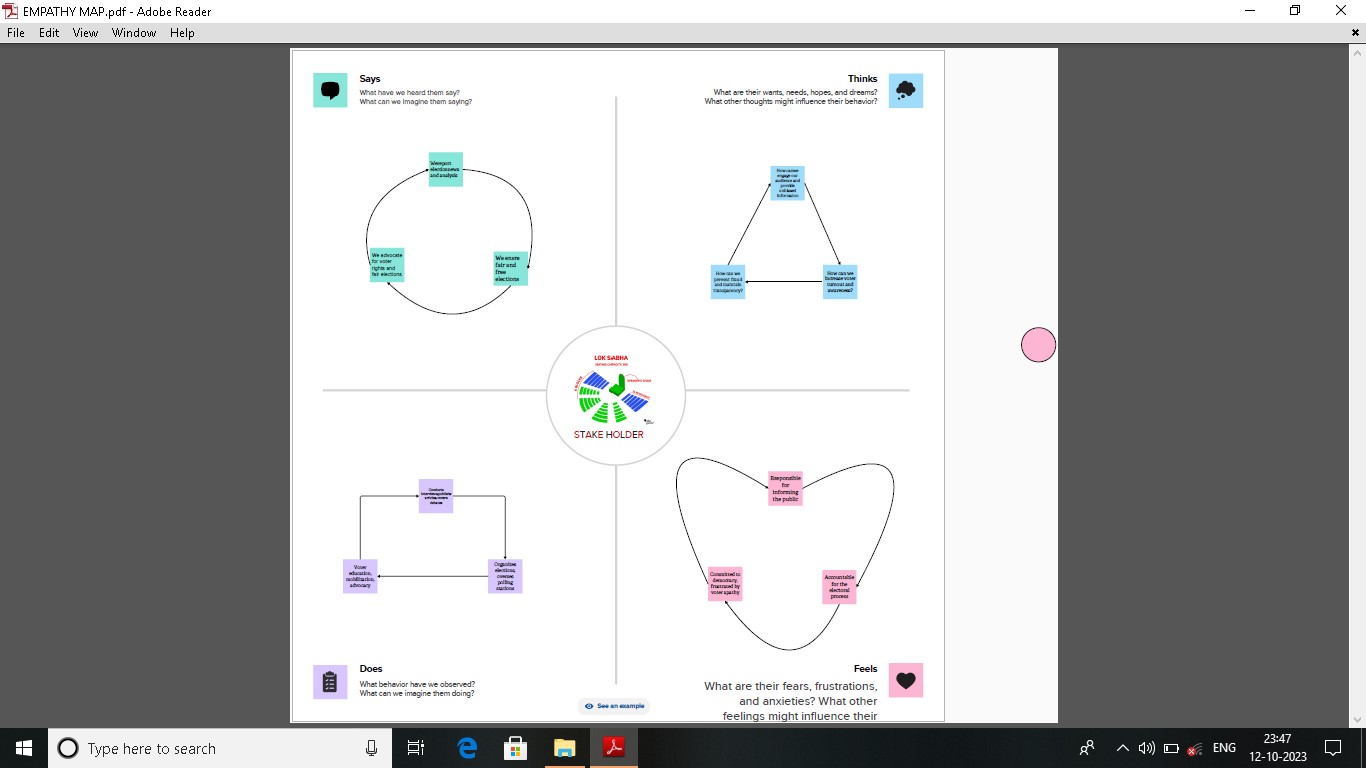 EMPATHY MAP.pdf - Adobe Reader
File Edit View Window Help
Says
What have we heard them say?
What can we imagine them saying?
Thinks
What are their wants, needs, hopes, and dreams?
What other thoughts might influence their behavior?
We report
election news
and analysis
We advocate
for voter
rights and
fair elections
We enure
fair and
free
elections
How can we
engage our
audience and
provide
unbiased
information
How can we
prevent fraud
and maintain
transparency?
How can we
increase voter
turnout and
awareness?
LOK SABHA
STAKE HOLDER
Conducts
Voter
education,
mobilization,
advocacy
Organizes
elections,
oversee
polling
stations
Responsible
for
informing
the public
Committed to
democracy,
frustrated by
voter apathy
Accountable
for the
electoral
process
Does
What behavior have we observed?
What can we imagine them doing?
See an example
Feels
What are their fears, frustrations,
and anxieties? What other
feelings might influence their
Type here to search
ENG
23:47
12-10-2023